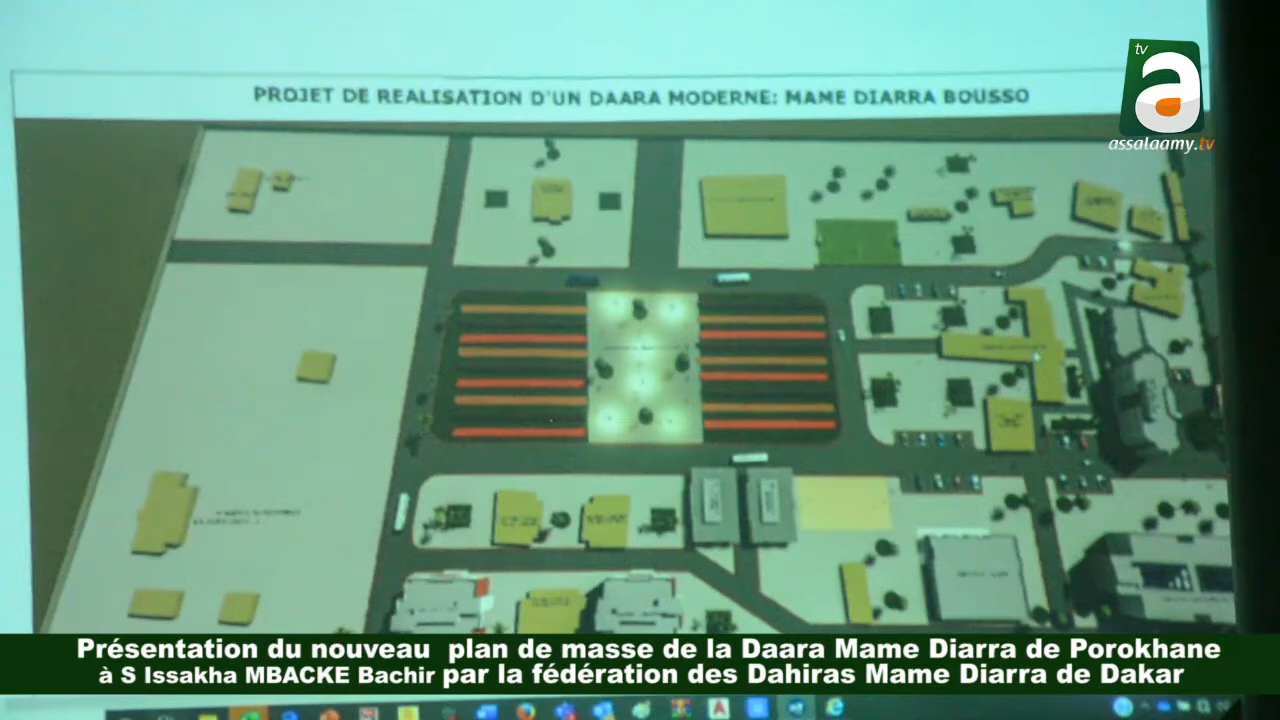 PROJET DE REALISATION D'UN DAARA MODERNE: MAME DIARRA BOUSSO
tv
a
assalaamy.tv
Présentation du nouveau plan de masse de la Daara Mame Diarra de Porokhane
à S Issakha MBACKE Bachir par la fédération des Dahiras Mame Diarra de Dakar